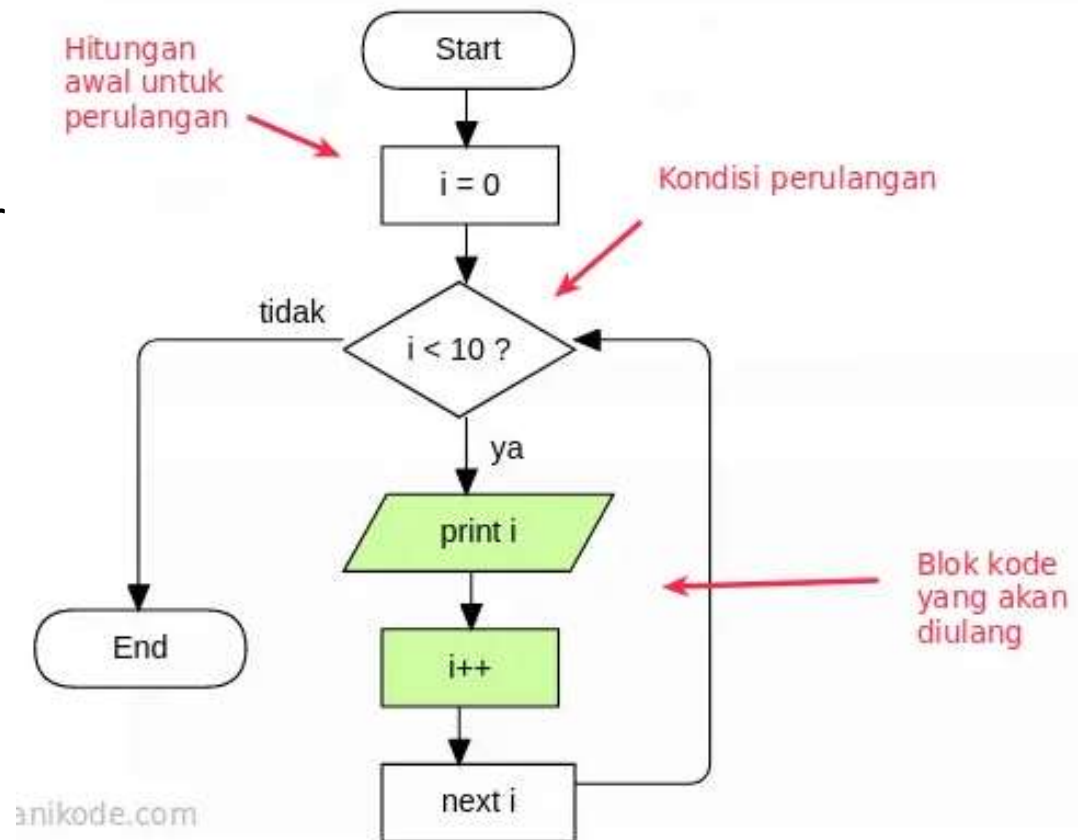 Hitungan
awal untuk
perulangan
Start
i = 0
Kondisi perulangan
tidak
i < 10 ?
ya
print i
Blok kode
yang akan
diulang
End
i++
next i
anikode.com